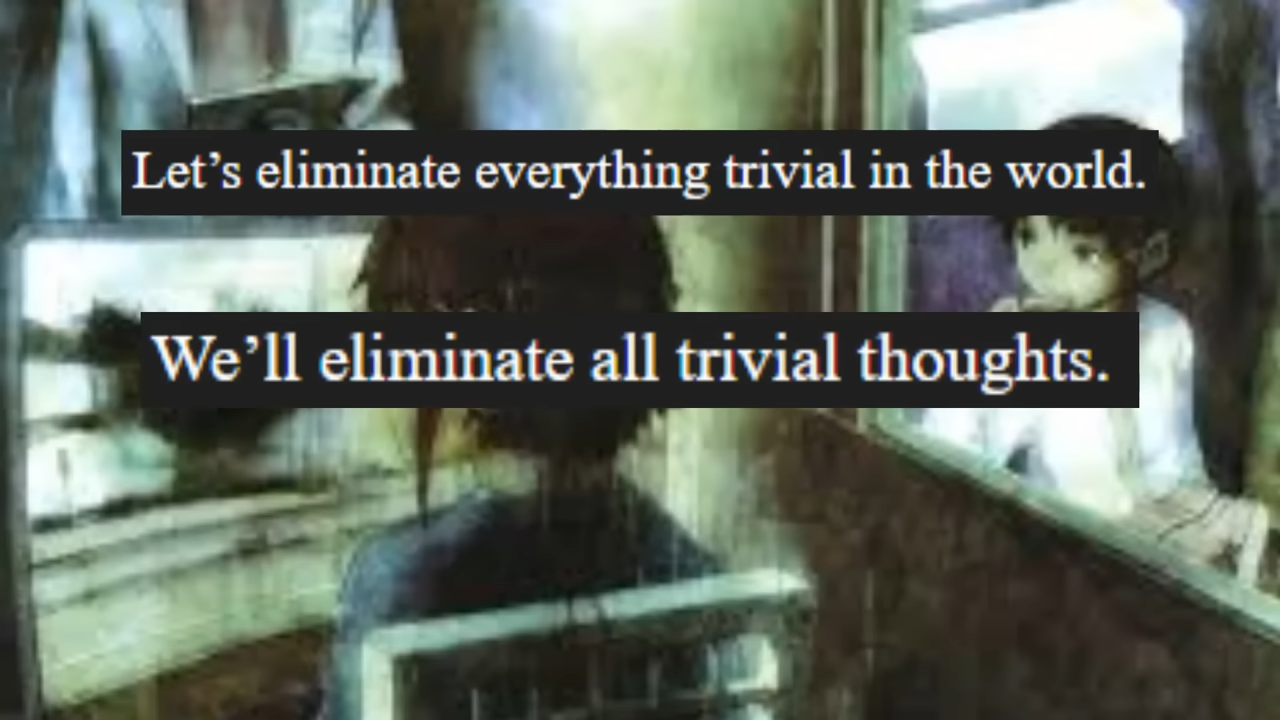 Let’s eliminate everything trivial in the world.
We’ll eliminate all trivial thoughts.